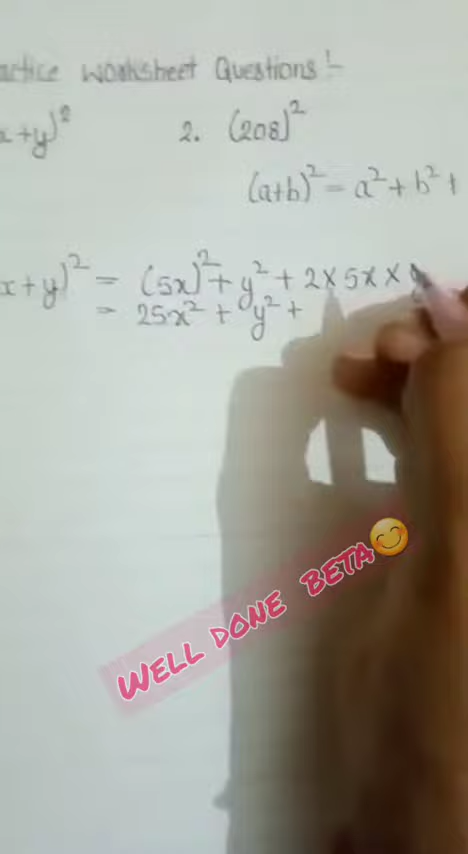 actice Worksheet Questions !-
x+y)² 2. (208)²
(a+b)² = a² + b² +
x+y)² = (5x)² + y² + 2 × 5x ×
= 25x² + y² +
WELL DONE BETA😊